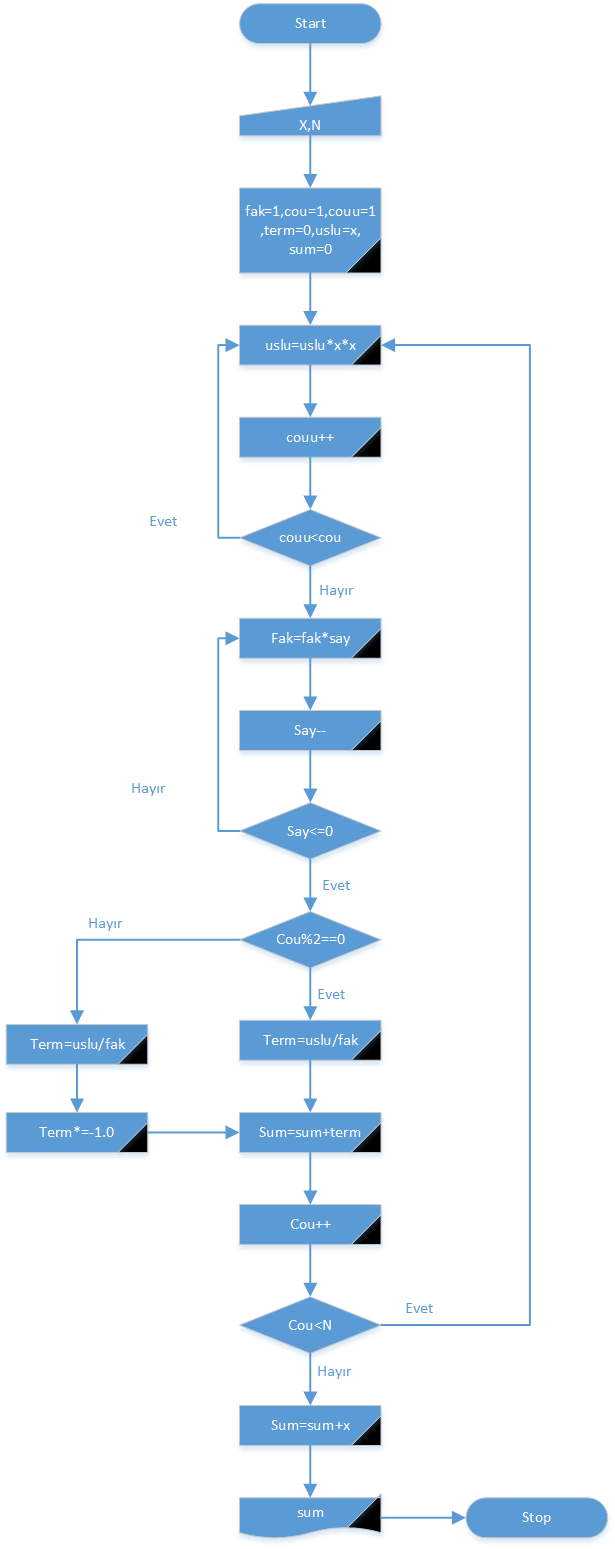 Start
X,N
fak=1,cou=1,couu=1
,term=0,uslu=x,
sum=0
uslu=uslu*x*x
couu++
couu<cou
Evet
Hayır
Fak=fak*say
Say--
Hayır
Say<=0
Evet
Hayır
Cou%2==0
Evet
Term=uslu/fak
Term=uslu/fak
Term*=-1.0
Sum=sum+term
Cou++
Cou<N
Evet
Hayır
Sum=sum+x
sum
Stop